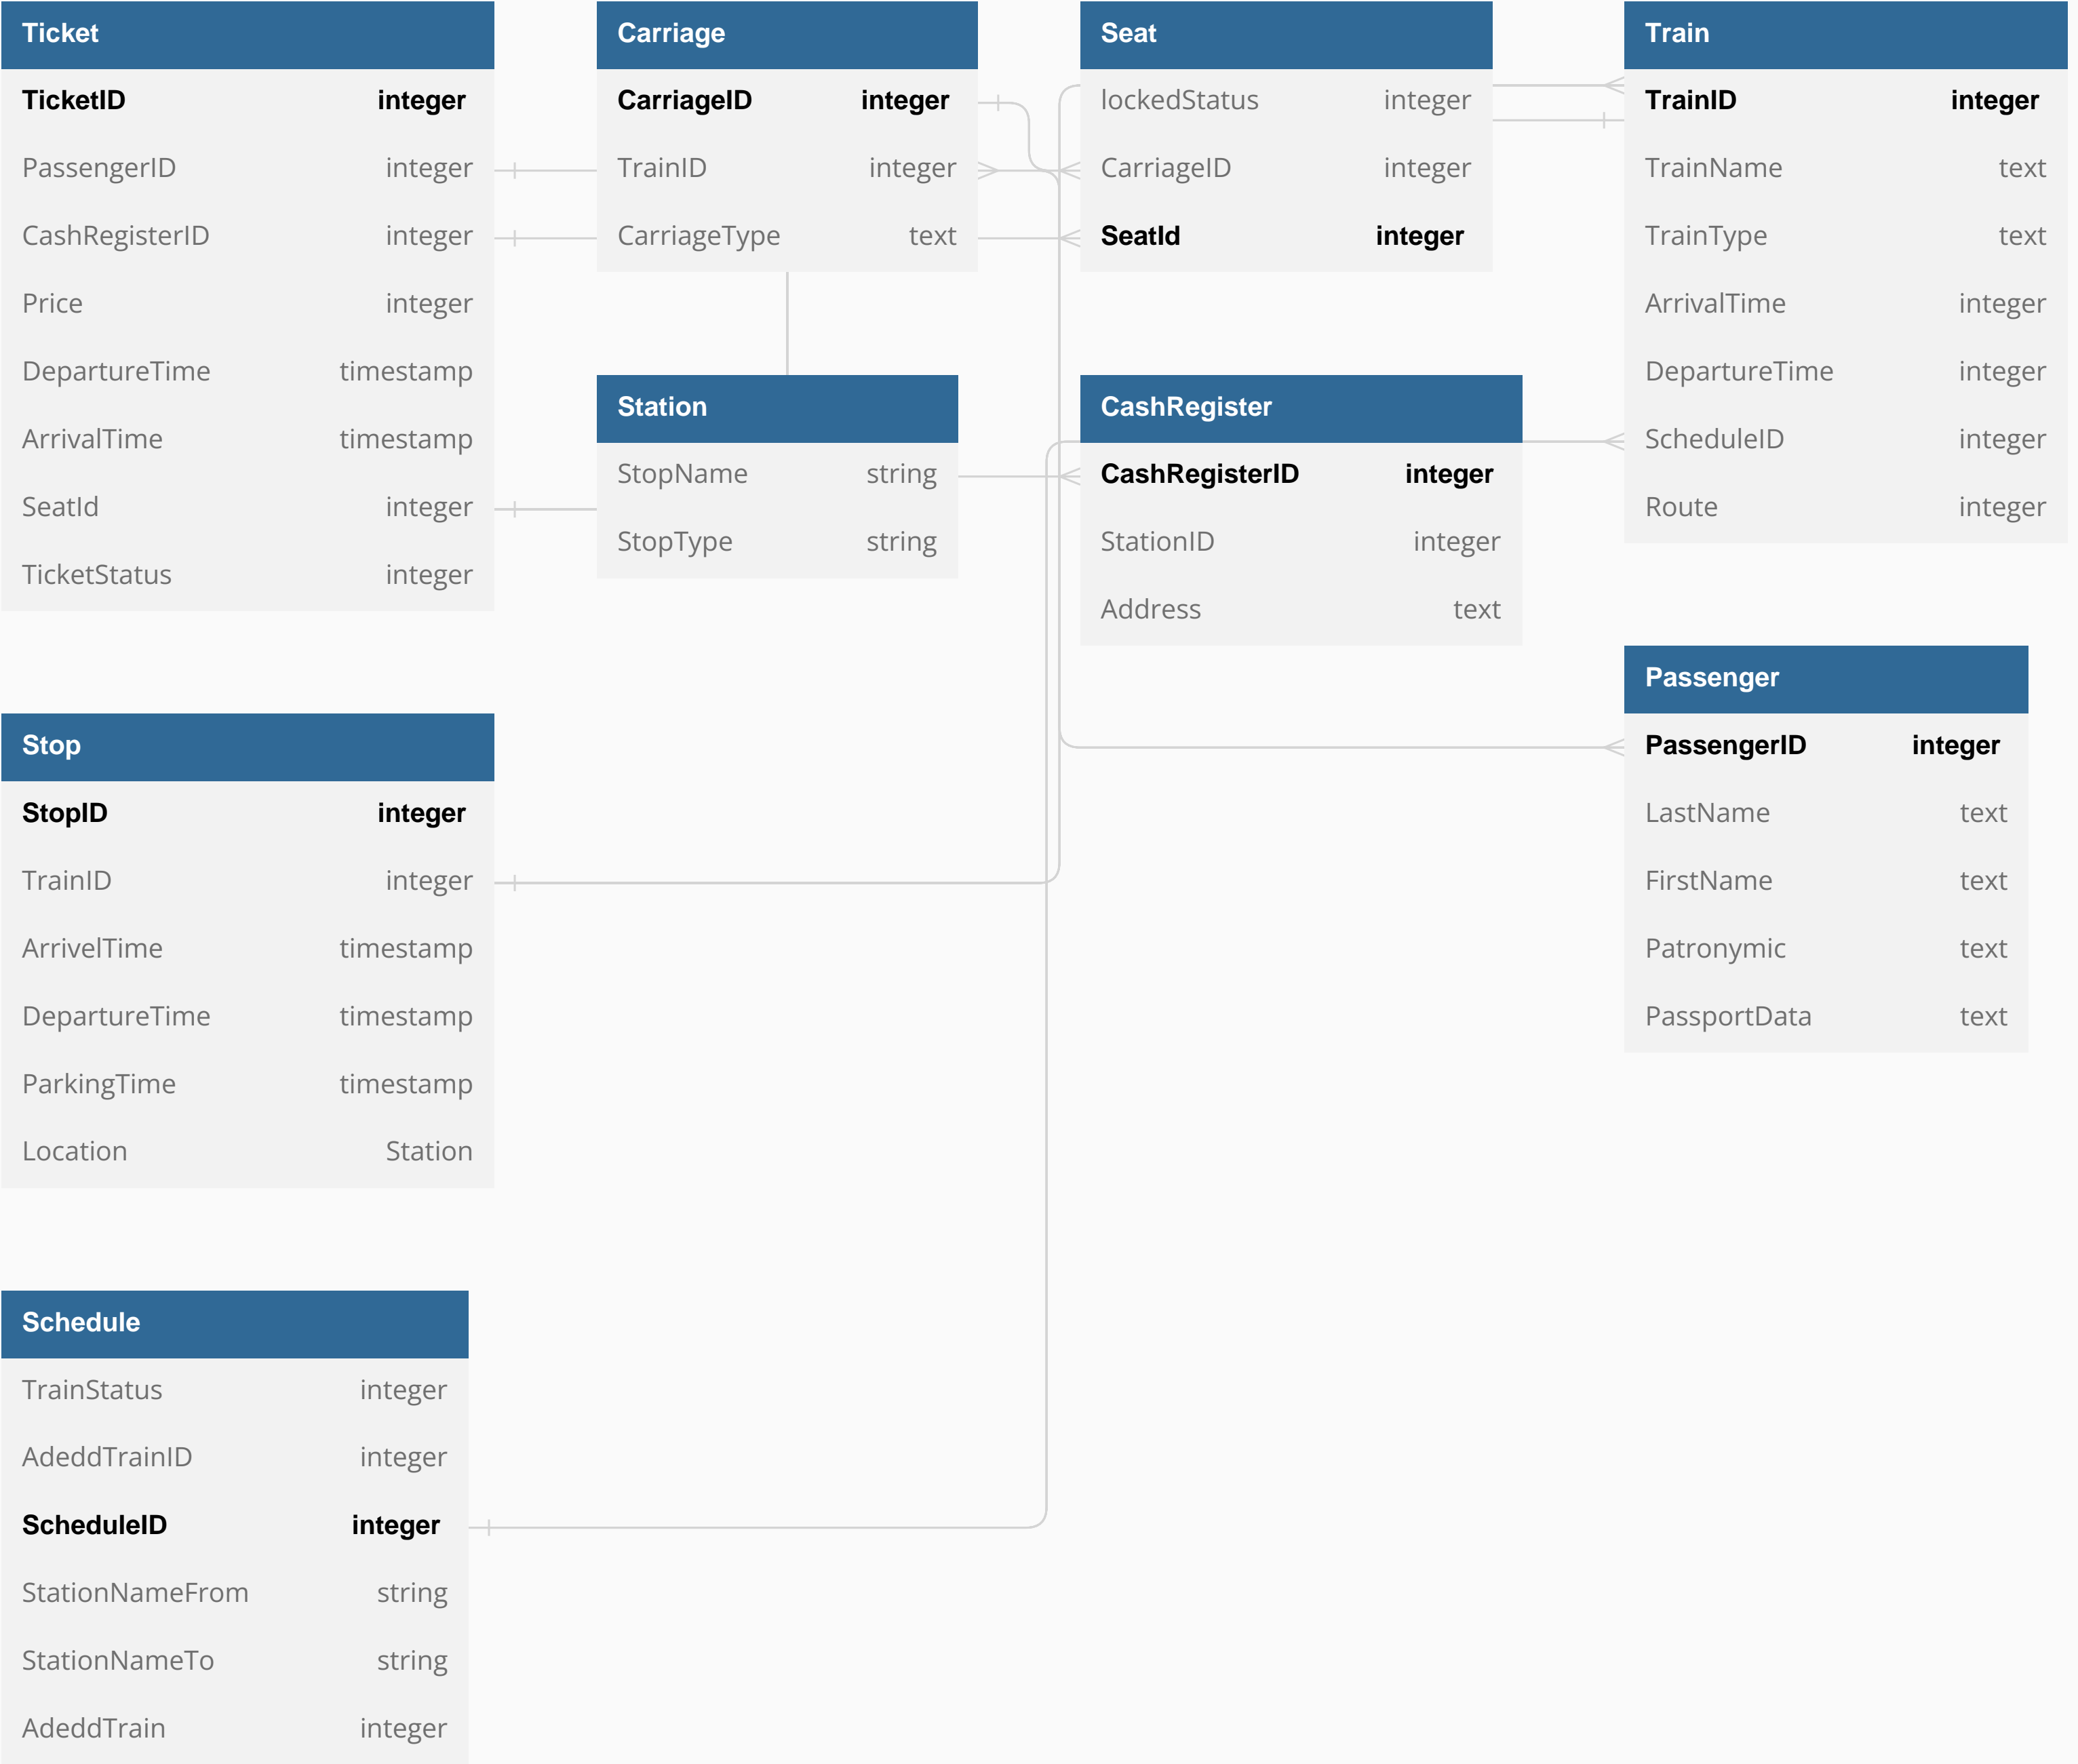 Ticket
TicketID integer
PassengerID integer
CashRegisterID integer
Price integer
DepartureTime timestamp
ArrivalTime timestamp
SeatId integer
TicketStatus integer
Carriage
CarriageID integer
TrainID integer
CarriageType text
Seat
lockedStatus integer
CarriageID integer
SeatId integer
Train
TrainID integer
TrainName text
TrainType text
ArrivalTime integer
DepartureTime integer
ScheduleID integer
Route integer
Station
StopName string
StopType string
CashRegister
CashRegisterID integer
StationID integer
Address text
Passenger
PassengerID integer
LastName text
FirstName text
Patronymic text
PassportData text
Stop
StopID integer
TrainID integer
ArrivelTime timestamp
DepartureTime timestamp
ParkingTime timestamp
Location Station
Schedule
TrainStatus integer
AdeddTrainID integer
ScheduleID integer
StationNameFrom string
StationNameTo string
AdeddTrain integer